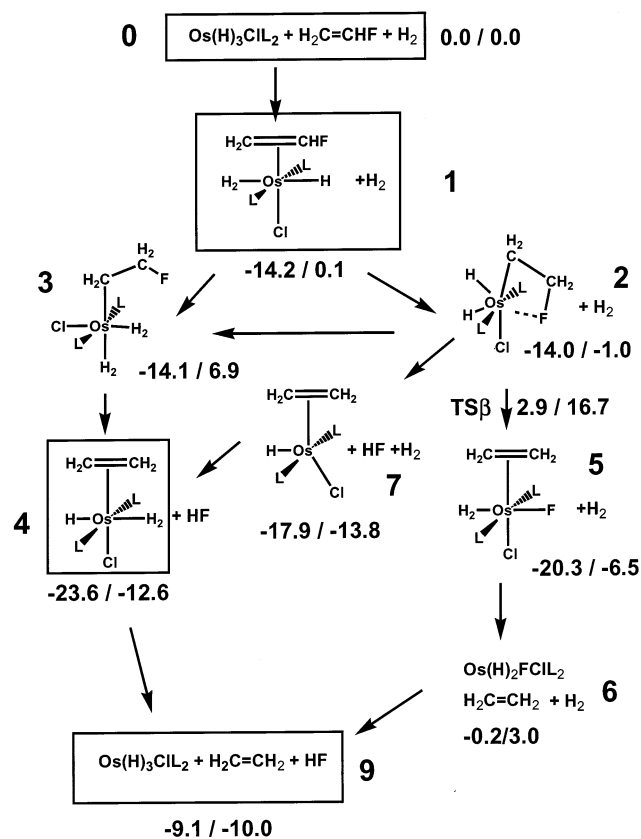 0
Os(H)₃ClL₂ + H₂C=CHF + H₂
0.0 / 0.0
H₂C=CHF
L
H₂—Os—H
L
Cl
+H₂
1
-14.2 / 0.1
3
H₂
C
H₂C
F
L
Cl—Os—H₂
L
H₂
-14.1 / 6.9
H₂
C
2
H
CH₂
L
Os
H
F
L
Cl
+ H₂
-14.0 / -1.0
H₂C=CH₂
L
H—Os
L
Cl
+ HF +H₂
7
-17.9 / -13.8
TSβ
2.9 / 16.7
H₂C=CH₂
5
L
H₂—Os—F
L
Cl
+H₂
-20.3 / -6.5
4
H₂C=CH₂
L
H—Os—H₂
L
Cl
+ HF
-23.6 / -12.6
Os(H)₂FClL₂
H₂C=CH₂ + H₂
6
-0.2/3.0
Os(H)₃ClL₂ + H₂C=CH₂ + HF
9
-9.1 / -10.0